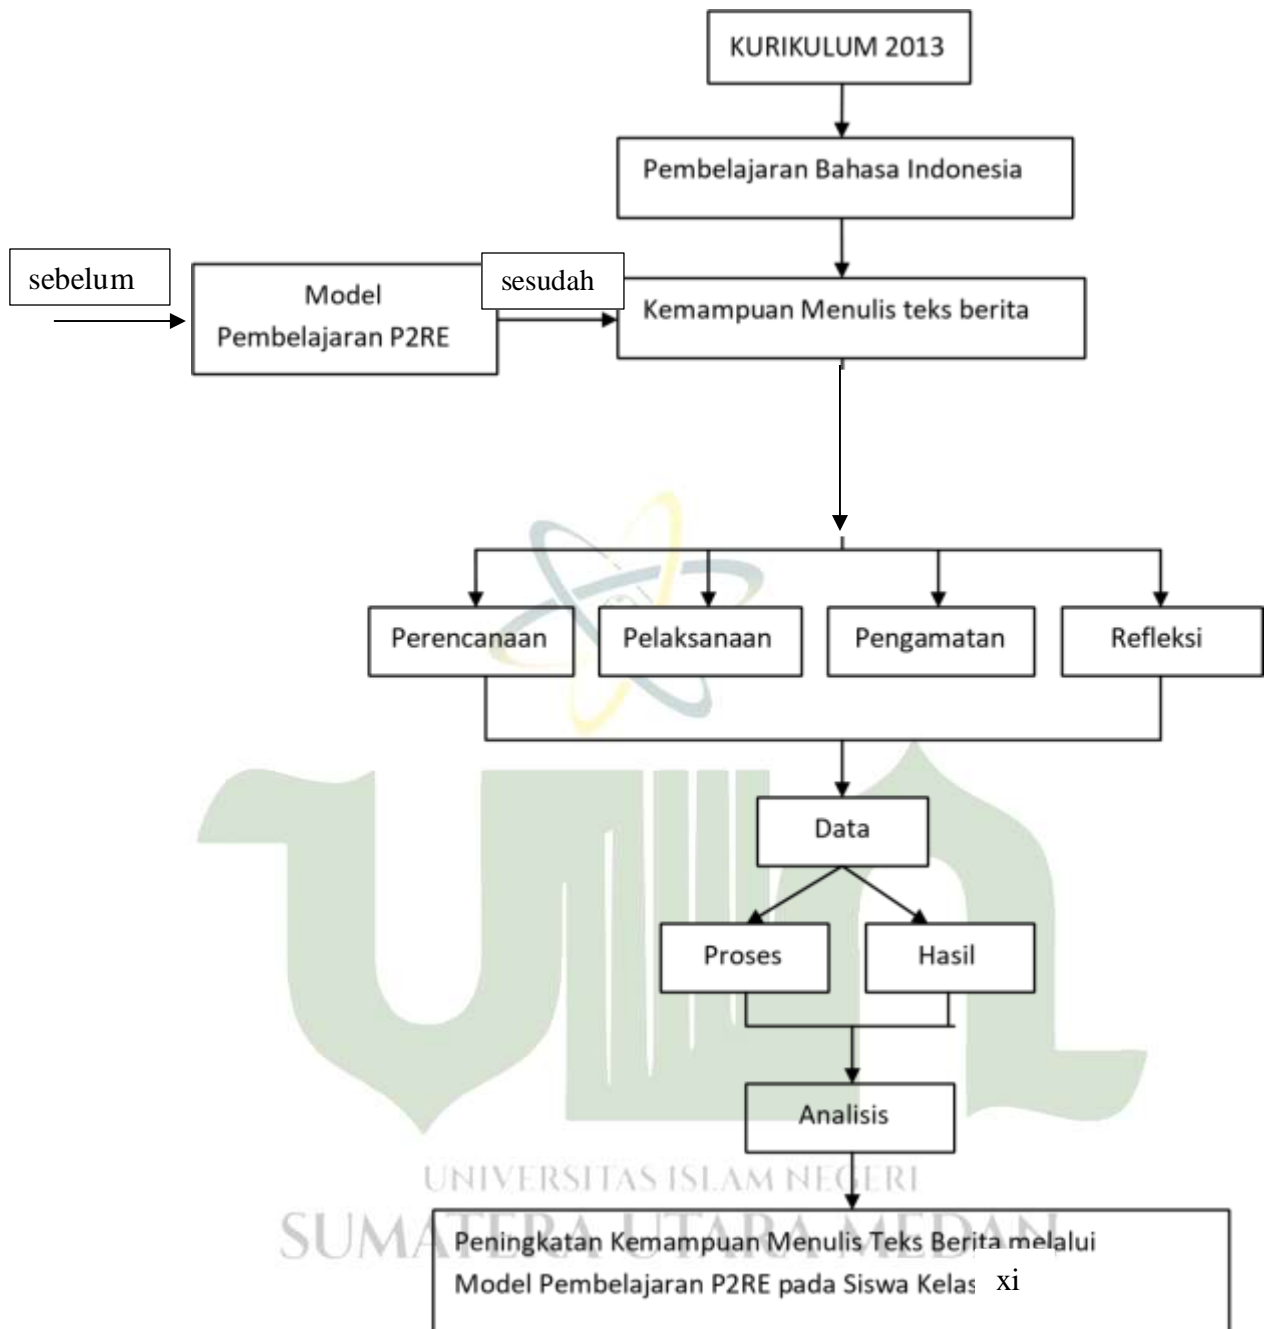 KURIKULUM 2013
Pembelajaran Bahasa Indonesia
sebelum
Model
Pembelajaran P2RE
sesudah
Kemampuan Menulis teks berita
Perencanaan
Pelaksanaan
Pengamatan
Refleksi
Data
Proses
Hasil
Analisis
UNIVERSITAS ISLAM NEGERI
SUMATERA UTARA MEDAN
Peningkatan Kemampuan Menulis Teks Berita melalui
Model Pembelajaran P2RE pada Siswa Kelas xi